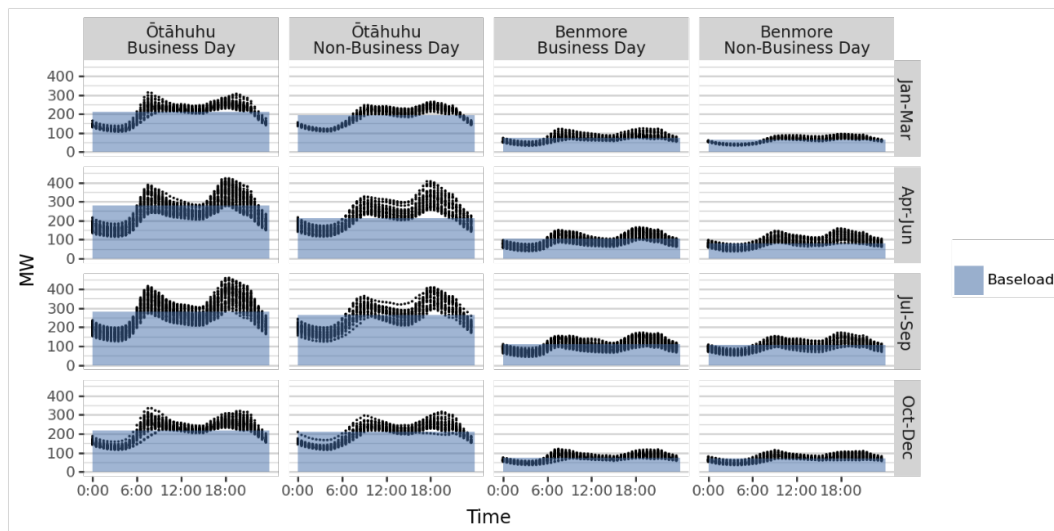 Ōtāhuhu
Business Day
Ōtāhuhu
Non-Business Day
Benmore
Business Day
Benmore
Non-Business Day
400
300
200
100
0
Jan-Mar
400
300
200
100
0
Apr-Jun
400
300
200
100
0
Jul-Sep
400
300
200
100
0
Oct-Dec
MW
Baseload
0:00 6:00 12:00 18:00 0:00 6:00 12:00 18:00 0:00 6:00 12:00 18:00 0:00 6:00 12:00 18:00
Time